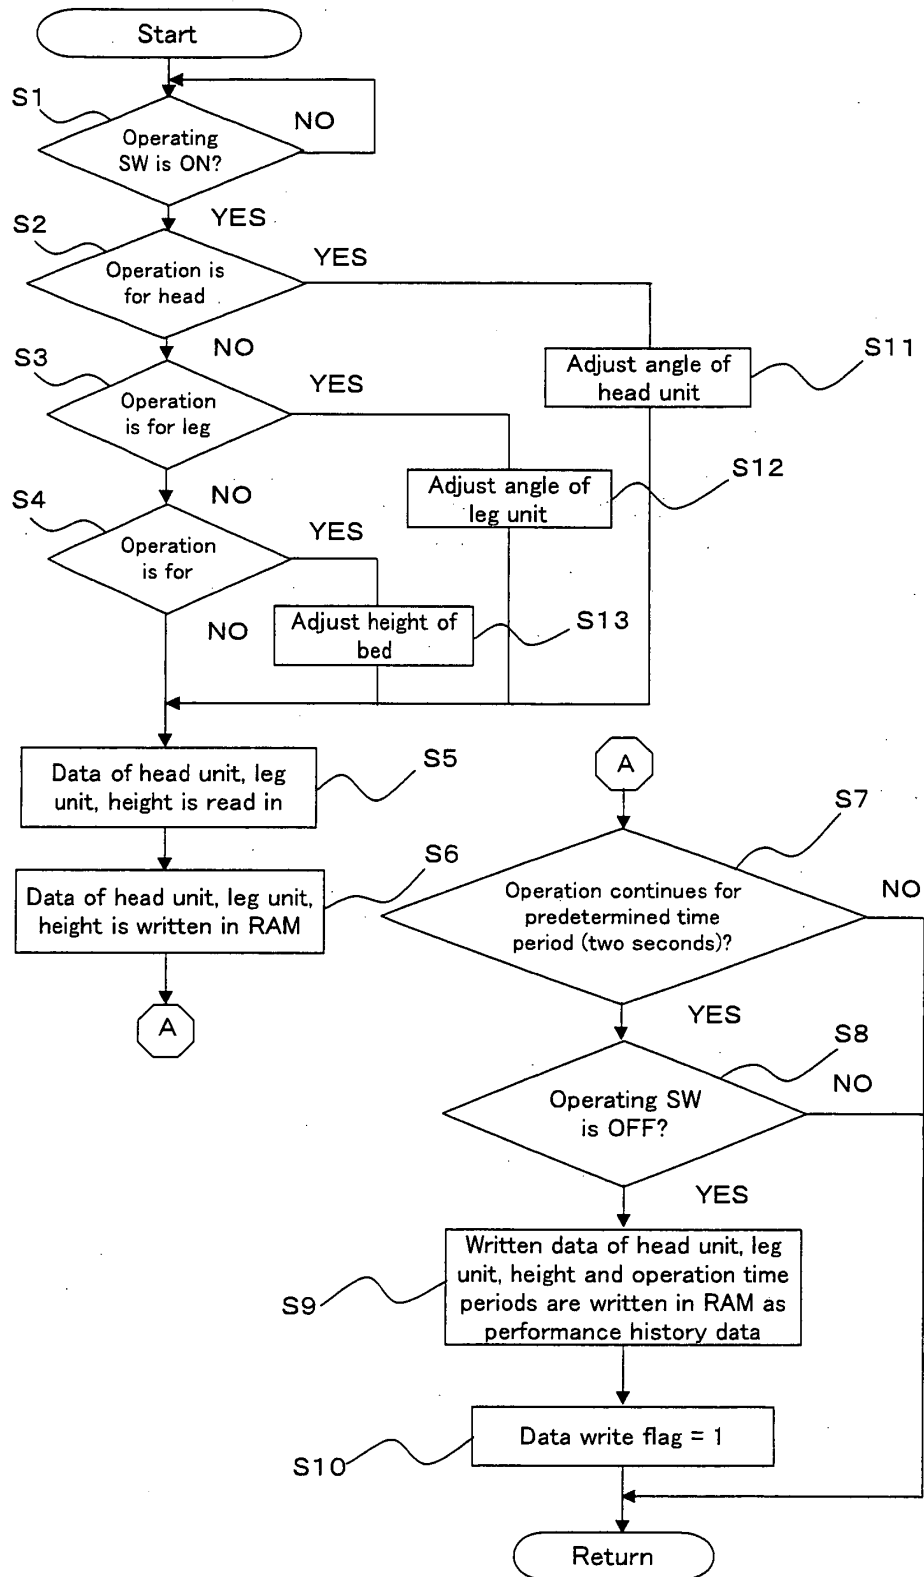 Start
S1
NO
Operating
SW is ON?
YES
S2
YES
Operation is
for head
NO
S3
YES
Operation
is for leg
S11
Adjust angle of
head unit
NO
S12
Adjust angle of
leg unit
S4
YES
Operation
is for
NO
S13
Adjust height of
bed
S5
Data of head unit, leg
unit, height is read in
S6
Data of head unit, leg unit,
height is written in RAM
A
A
S7
NO
Operation continues for
predetermined time
period (two seconds)?
YES
S8
NO
Operating SW
is OFF?
YES
S9
Written data of head unit, leg
unit, height and operation time
periods are written in RAM as
performance history data
S10
Data write flag = 1
Return